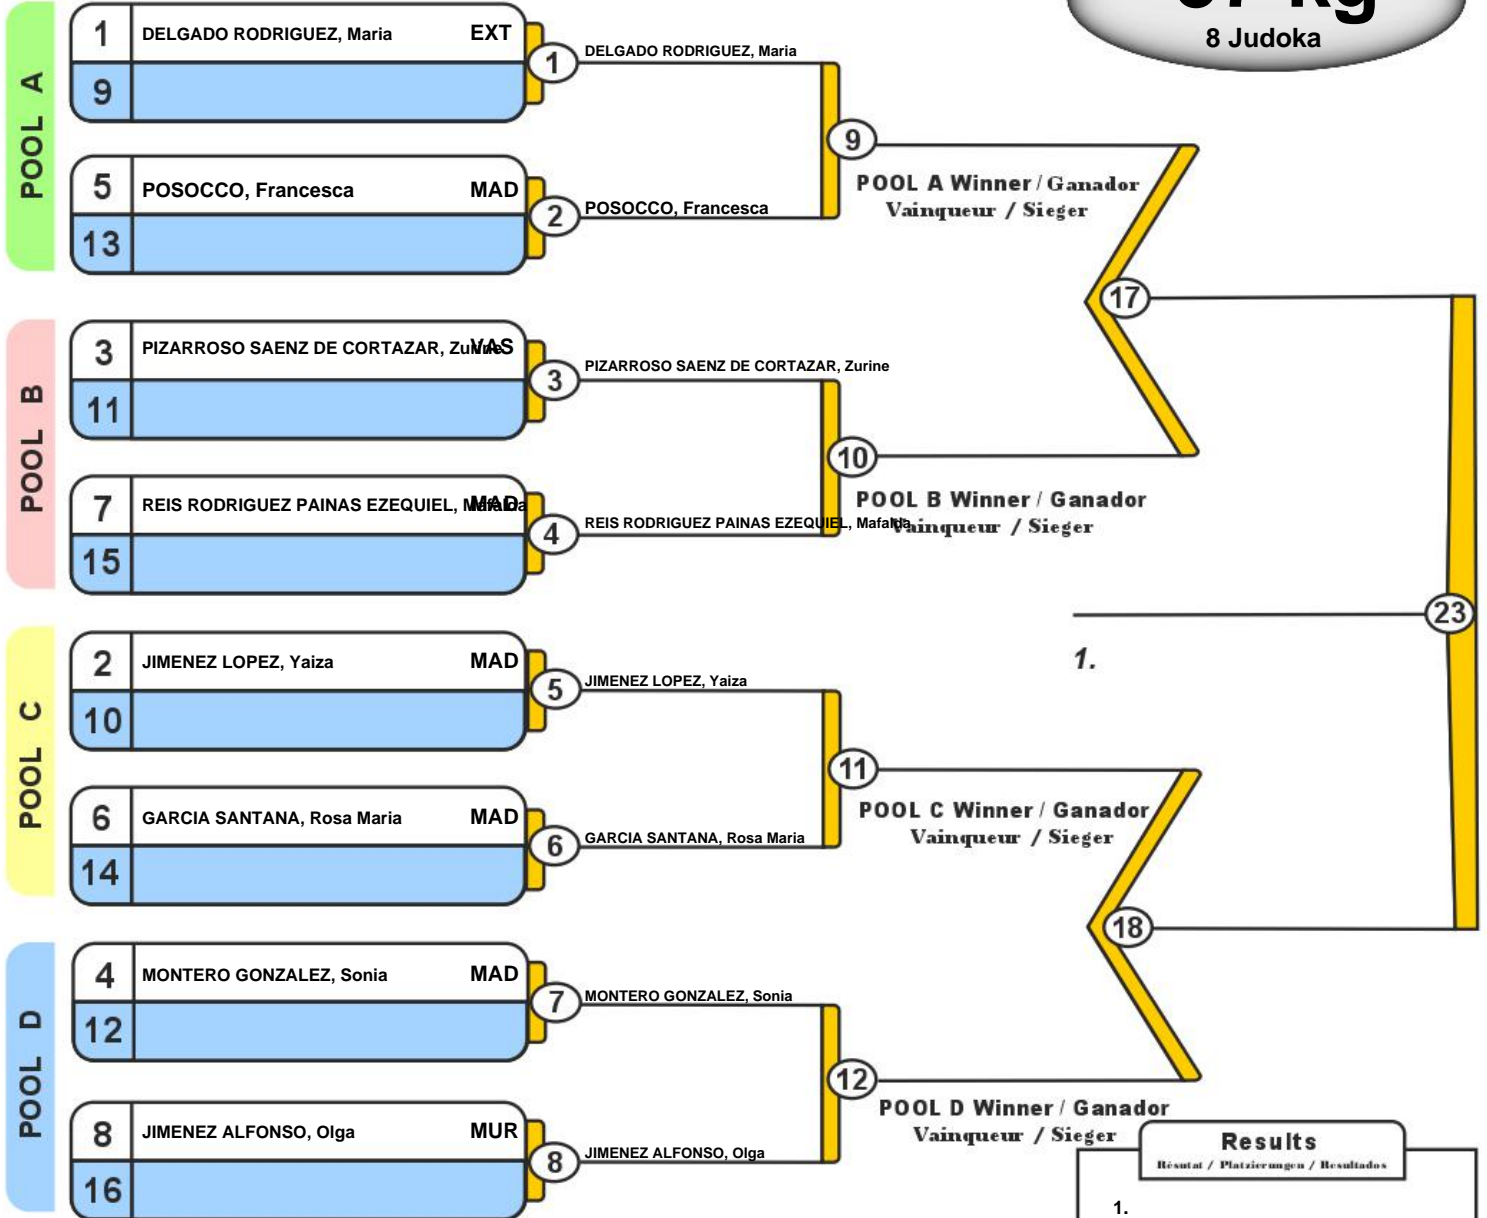 kg
8 Judoka
POOL A
1 DELGADO RODRIGUEZ, Maria EXT
9
1
DELGADO RODRIGUEZ, Maria
5 POSOCCO, Francesca MAD
13
2
POSOCCO, Francesca
9
POOL A Winner / Ganador
Vainqueur / Sieger
POOL B
3 PIZARROSO SAENZ DE CORTAZAR, Zurine VAS
11
3
PIZARROSO SAENZ DE CORTAZAR, Zurine
7 REIS RODRIGUEZ PAINAS EZEQUIEL, Mafalda MAD
15
4
REIS RODRIGUEZ PAINAS EZEQUIEL, Mafalda
10
POOL B Winner / Ganador
Vainqueur / Sieger
17
POOL C
2 JIMENEZ LOPEZ, Yaiza MAD
10
5
JIMENEZ LOPEZ, Yaiza
6 GARCIA SANTANA, Rosa Maria MAD
14
6
GARCIA SANTANA, Rosa Maria
11
POOL C Winner / Ganador
Vainqueur / Sieger
POOL D
4 MONTERO GONZALEZ, Sonia MAD
12
7
MONTERO GONZALEZ, Sonia
8 JIMENEZ ALFONSO, Olga MUR
16
8
JIMENEZ ALFONSO, Olga
12
POOL D Winner / Ganador
Vainqueur / Sieger
18
23
1.
Results
Résutat / Platzierungen / Resultados
1.